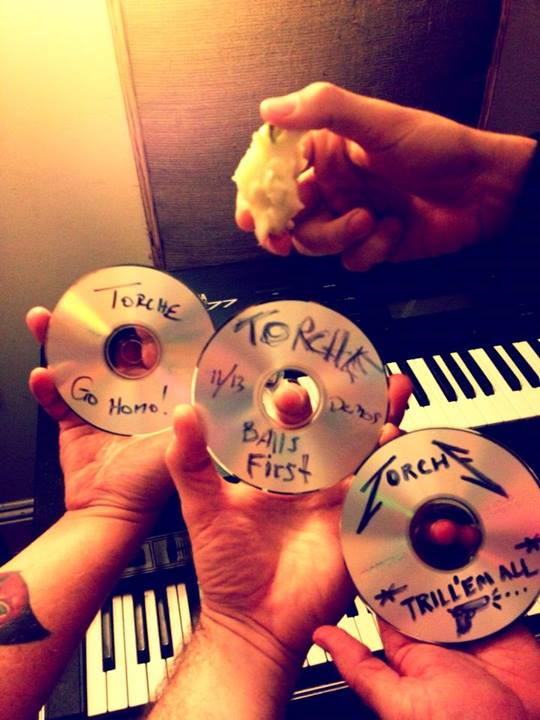 TORCHE
Go Homo!
TORCHE
11/13
DEMOS
BAllS
First
TORCHE
* TRILL'EM ALL *
...